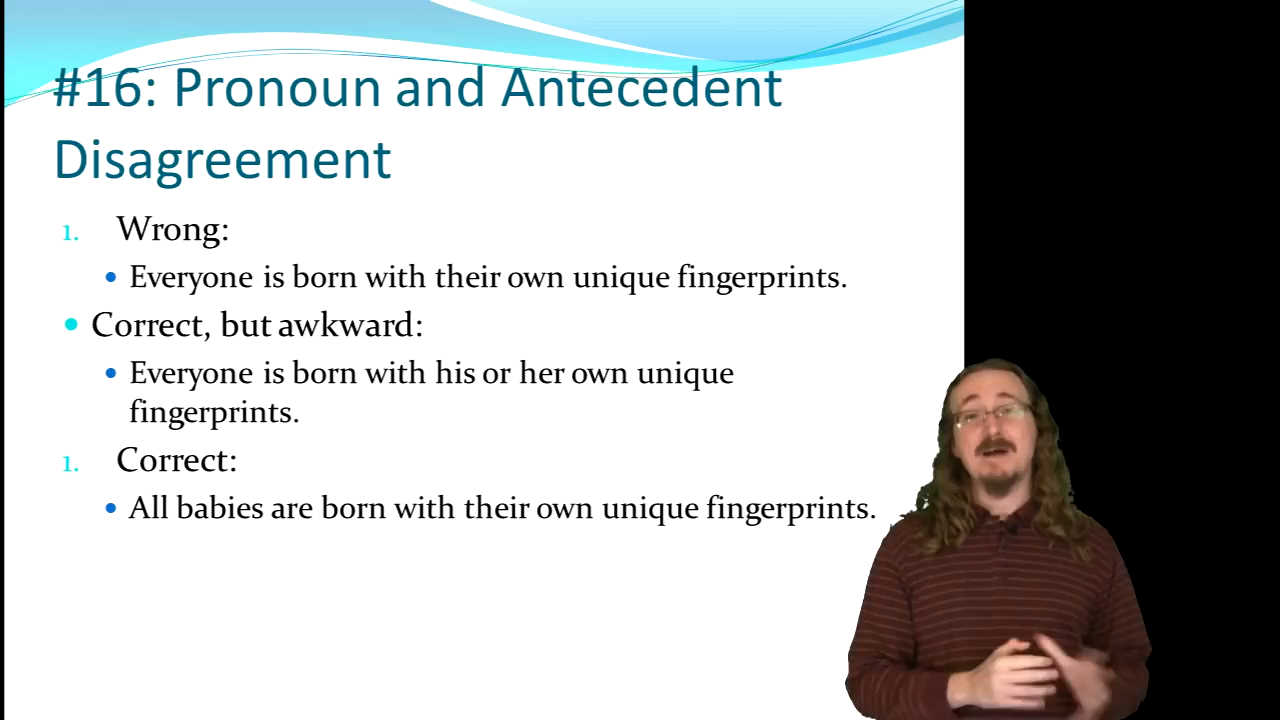 #16: Pronoun and Antecedent
Disagreement
1. Wrong:
• Everyone is born with their own unique fingerprints.
• Correct, but awkward:
• Everyone is born with his or her own unique
fingerprints.
1. Correct:
• All babies are born with their own unique fingerprints.